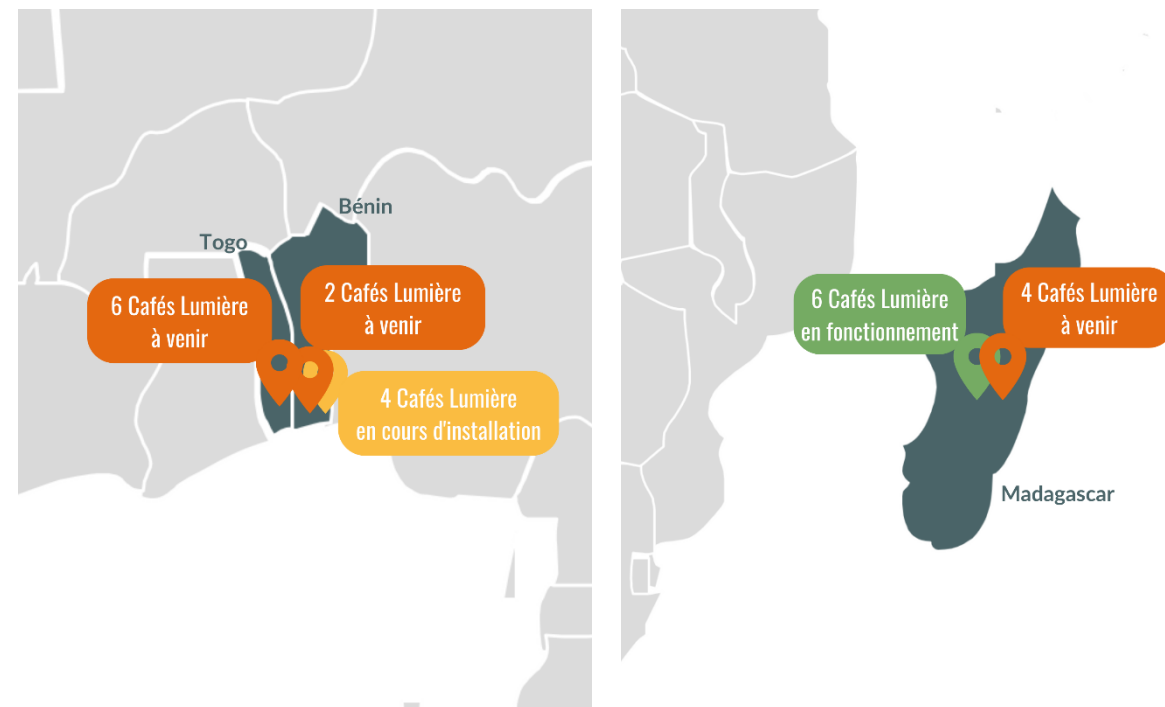 Bénin
Togo
6 Cafés Lumière
à venir
2 Cafés Lumière
à venir
4 Cafés Lumière
en cours d'installation
6 Cafés Lumière
en fonctionnement
4 Cafés Lumière
à venir
Madagascar